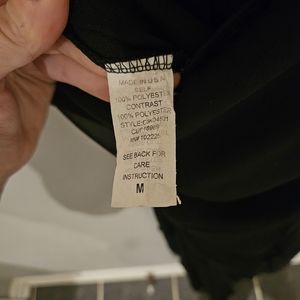 MADE IN U.S.A
SELF
100% POLYESTER
CONTRAST
100% POLYESTER
SEE BACK FOR
CARE
INSTRUCTION
M